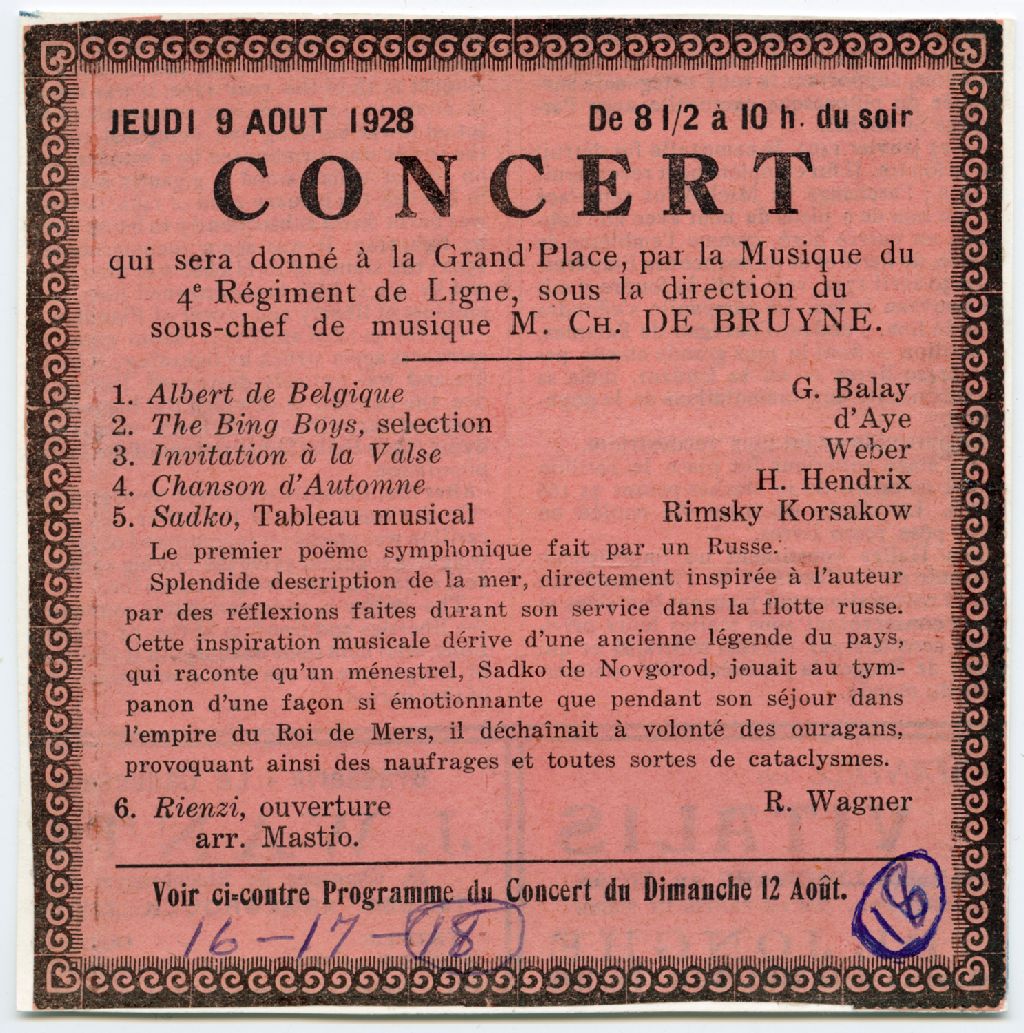 JEUDI 9 AOUT 1928 De 8 1/2 à 10 h. du soir
CONCERT
qui sera donné à la Grand'Place, par la Musique du
4e Régiment de Ligne, sous la direction du
sous-chef de musique M. CH. DE BRUYNE.
1. Albert de Belgique G. Balay
2. The Bing Boys, selection d'Aye
3. Invitation à la Valse Weber
4. Chanson d'Automne H. Hendrix
5. Sadko, Tableau musical Rimsky Korsakow
Le premier poëme symphonique fait par un Russe.
Splendide description de la mer, directement inspirée à l'auteur
par des réflexions faites durant son service dans la flotte russe.
Cette inspiration musicale dérive d'une ancienne légende du pays,
qui raconte qu'un ménestrel, Sadko de Novgorod, jouait au tym-
panon d'une façon si émotionnante que pendant son séjour dans
l'empire du Roi de Mers, il déchaînait à volonté des ouragans,
provoquant ainsi des naufrages et toutes sortes de cataclysmes.
6. Rienzi, ouverture R. Wagner
arr. Mastio.
Voir ci-contre Programme du Concert du Dimanche 12 Août.
16-17-18
18